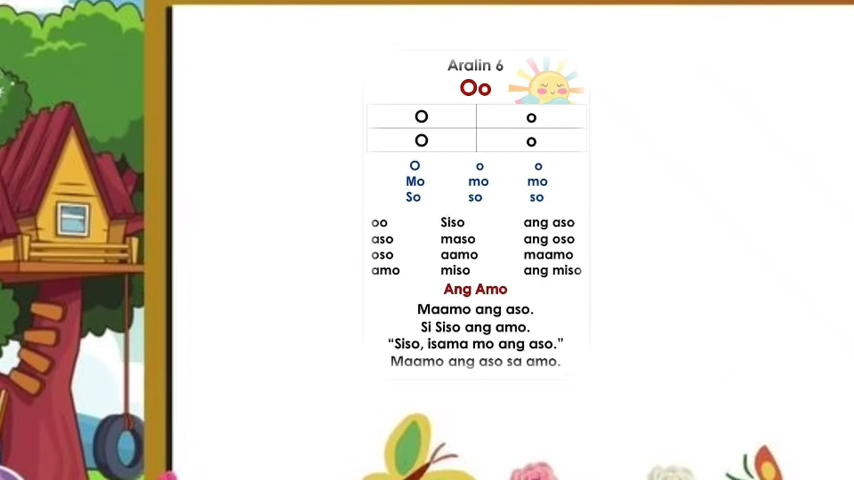 Aralin 6
Oo
O o
O o
O o o
Mo mo mo
So so so
oo Siso ang aso
aso maso ang oso
oso aamo maamo
amo miso ang miso
Ang Amo
Maamo ang aso.
Si Siso ang amo.
“Siso, isama mo ang aso.”
Maamo ang aso sa amo.